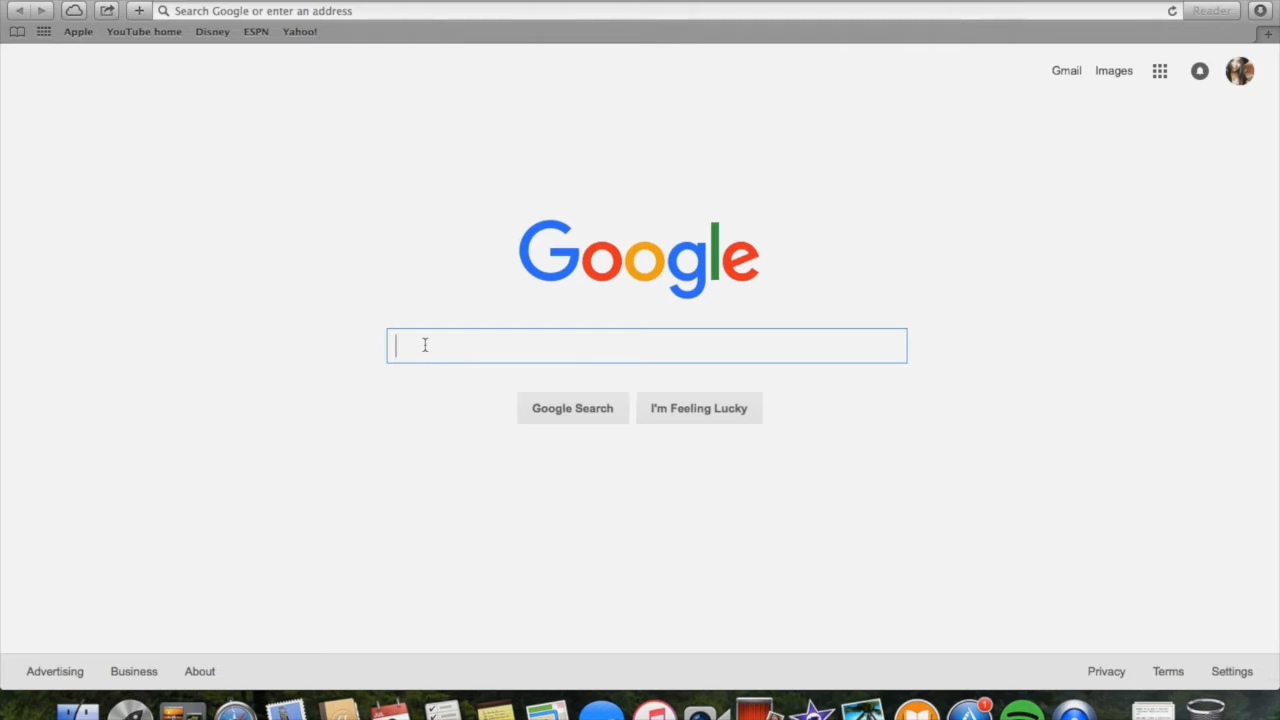 Search Google or enter an address
Reader
Apple YouTube home Disney ESPN Yahoo!
Gmail Images
Google
Google Search I'm Feeling Lucky
Advertising Business About Privacy Terms Settings
1